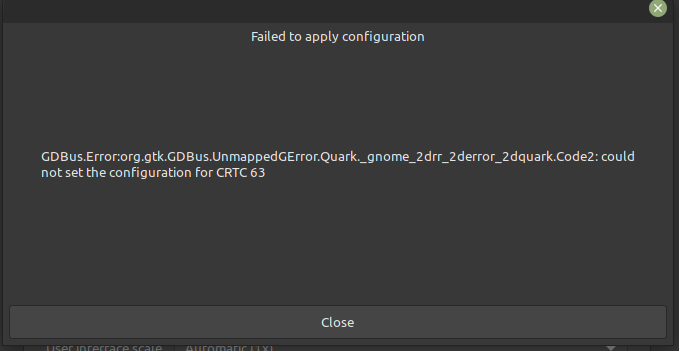 Failed to apply configuration
GDBus.Error:org.gtk.GDBus.UnmappedGError.Quark._gnome_2drr_2derror_2dquark.Code2: could
not set the configuration for CRTC 63
Close
User interface scale Automatic (1X)